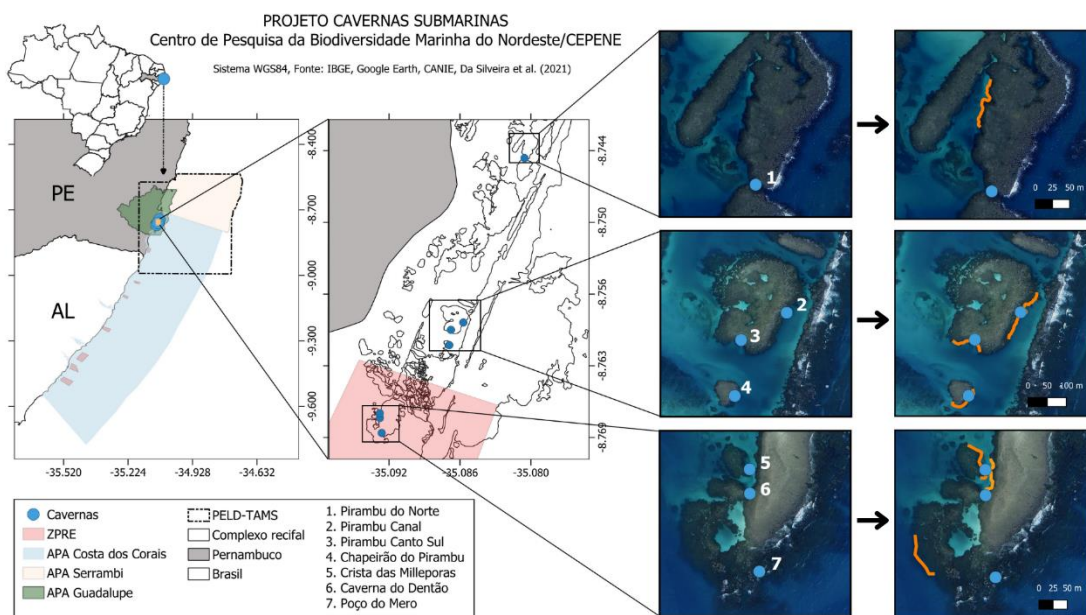 PROJETO CAVERNAS SUBMARINAS
Centro de Pesquisa da Biodiversidade Marinha do Nordeste/CEPENE
Sistema WGS84, Fonte: IBGE, Google Earth, CANIE, Da Silveira et al. (2021)
PE
AL
-8.400
-8.700
-9.000
-9.300
-9.600
-35.520
-35.224
-34.928
-34.632
-8.744
-8.750
-8.756
-8.763
-8.769
-35.092
-35.086
-35.080
1
0 25 50 m
2
3
4
0 50 100 m
5
6
7
0 25 50 m
Cavernas
ZPRE
APA Costa dos Corais
APA Serrambi
APA Guadalupe
PELD-TAMS
Complexo recifal
Pernambuco
Brasil
1. Pirambu do Norte
2. Pirambu Canal
3. Pirambu Canto Sul
4. Chapeirão do Pirambu
5. Crista das Milleporas
6. Caverna do Dentão
7. Poço do Mero